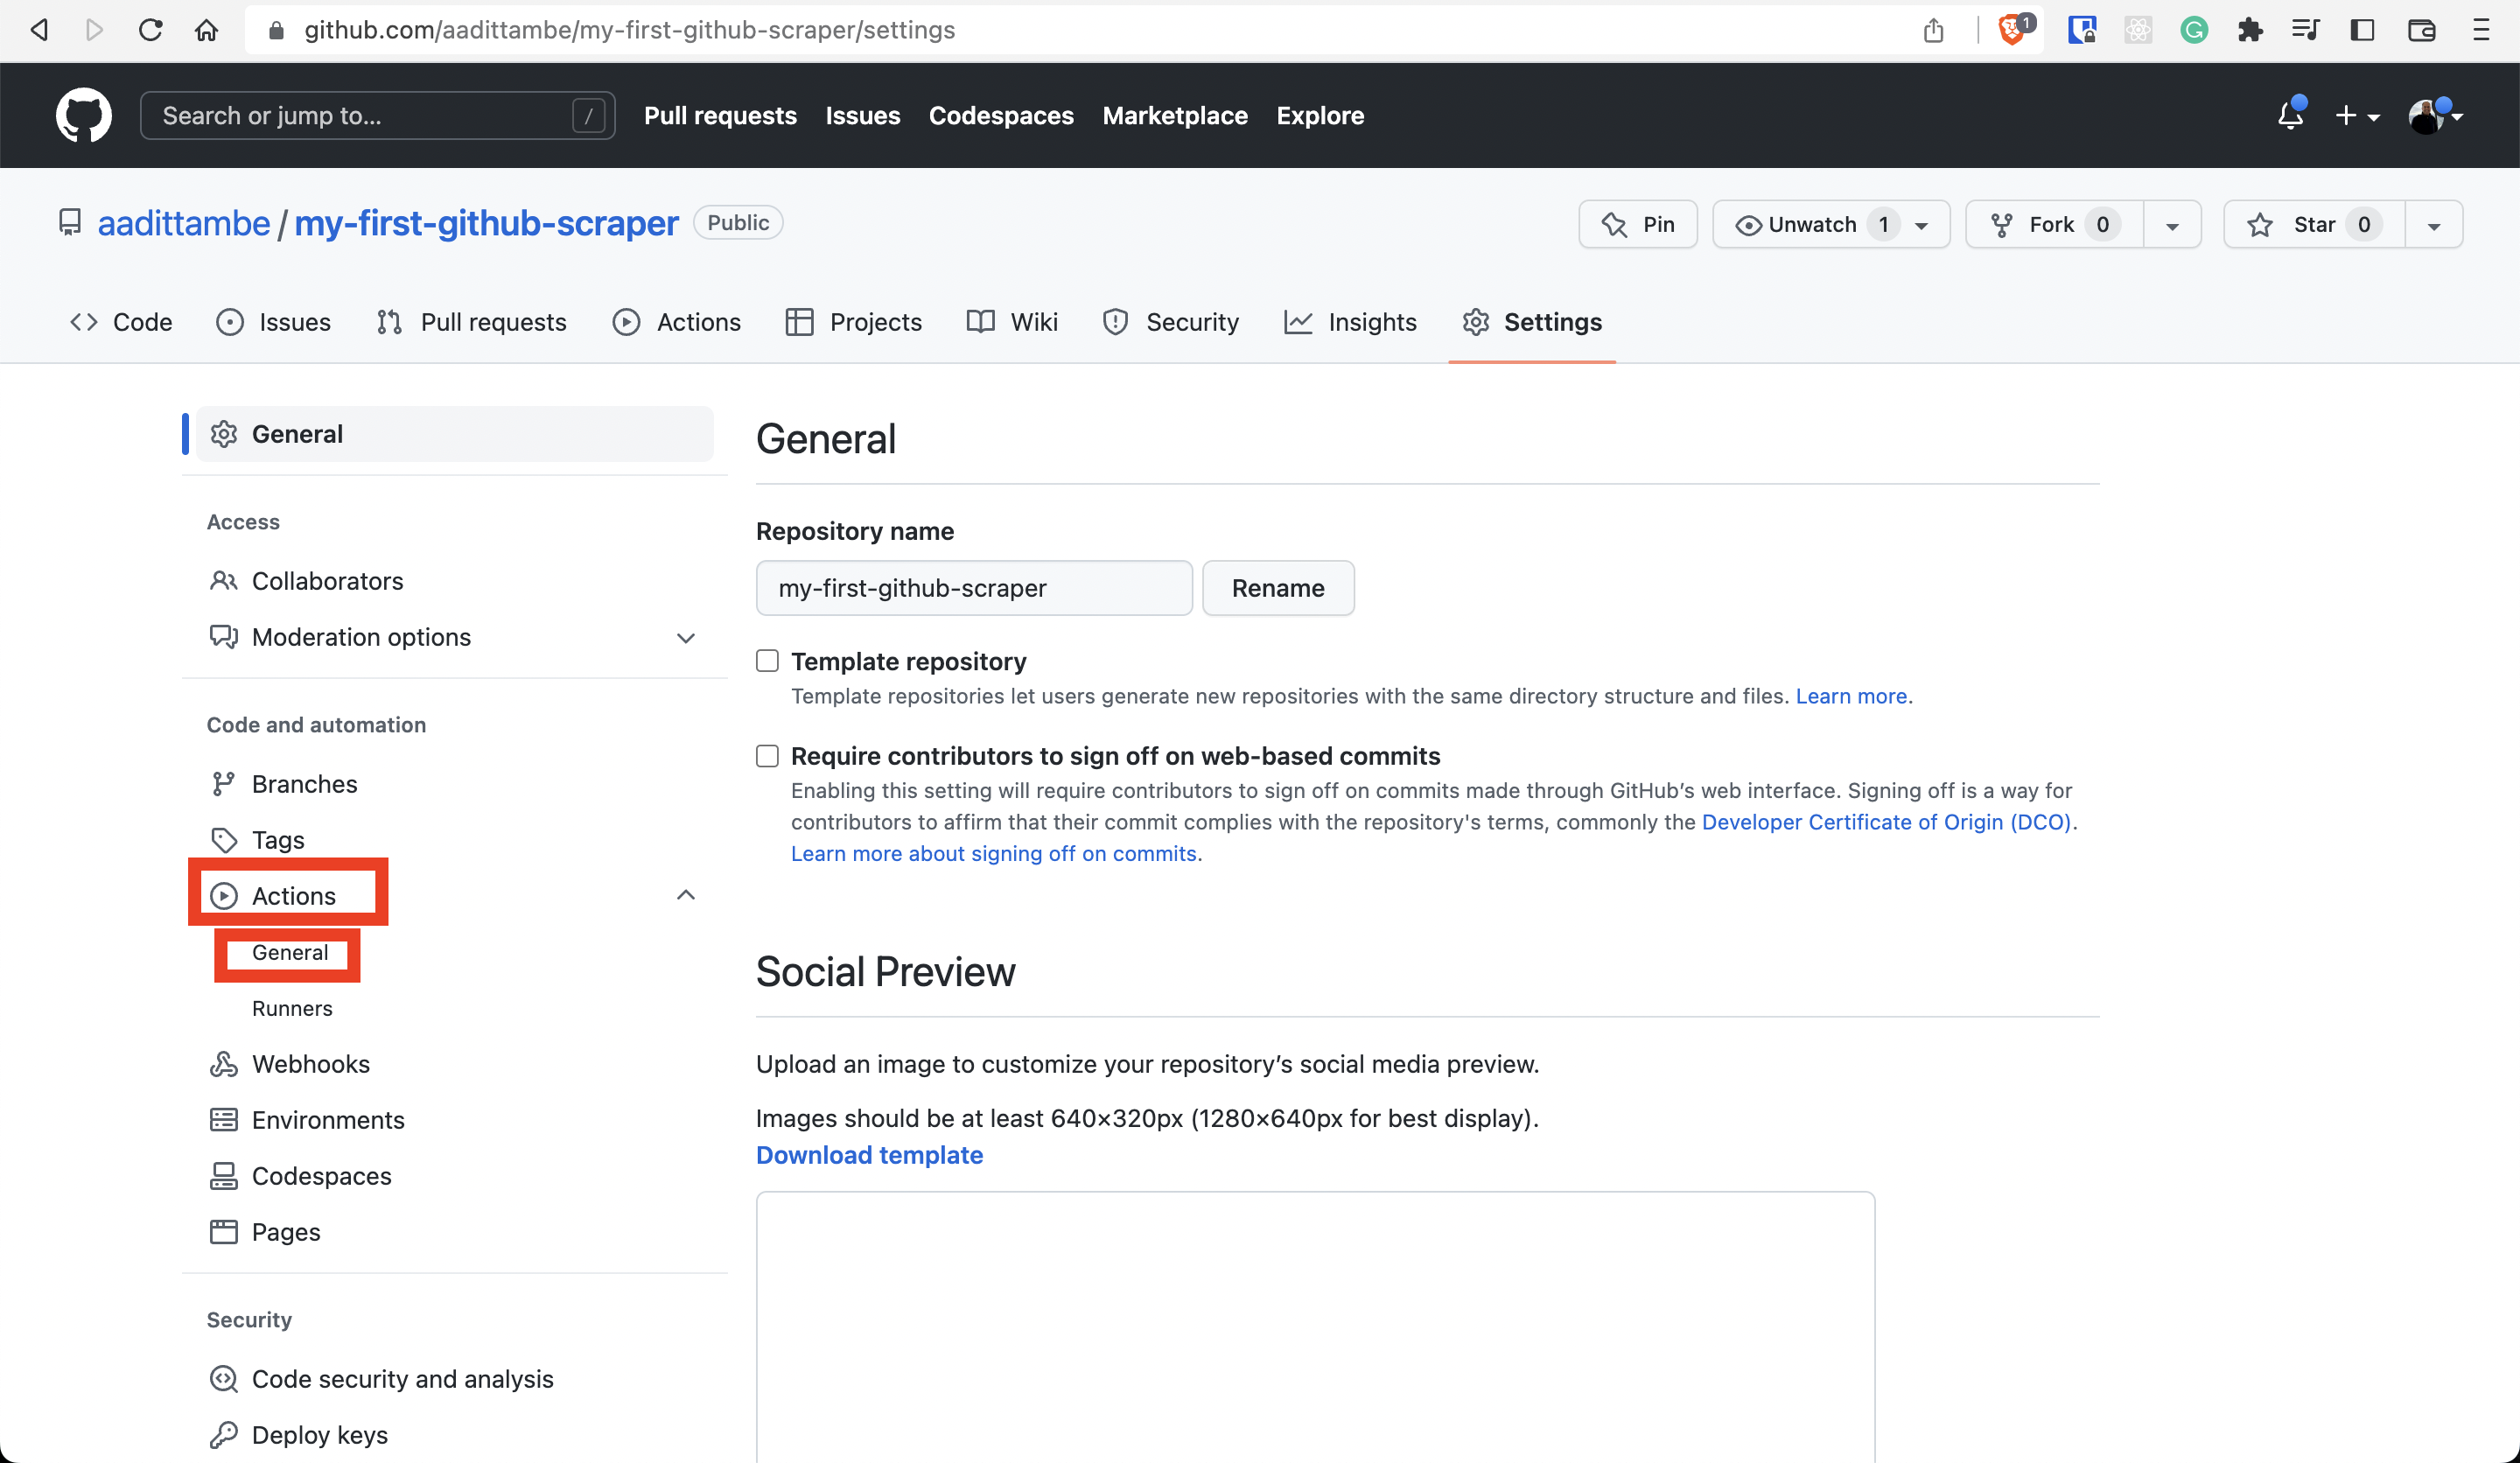 github.com/aadittambe/my-first-github-scraper/settings
1
Search or jump to...
/
Pull requests
Issues
Codespaces
Marketplace
Explore
aadittambe / my-first-github-scraper
Public
Pin
Unwatch 1
Fork 0
Star 0
Code
Issues
Pull requests
Actions
Projects
Wiki
Security
Insights
Settings
General
Access
Collaborators
Moderation options
Code and automation
Branches
Tags
Actions
General
Runners
Webhooks
Environments
Codespaces
Pages
Security
Code security and analysis
Deploy keys
General
Repository name
my-first-github-scraper
Rename
Template repository
Template repositories let users generate new repositories with the same directory structure and files. Learn more.
Require contributors to sign off on web-based commits
Enabling this setting will require contributors to sign off on commits made through GitHub’s web interface. Signing off is a way for
contributors to affirm that their commit complies with the repository's terms, commonly the Developer Certificate of Origin (DCO).
Learn more about signing off on commits.
Social Preview
Upload an image to customize your repository’s social media preview.
Images should be at least 640×320px (1280×640px for best display).
Download template